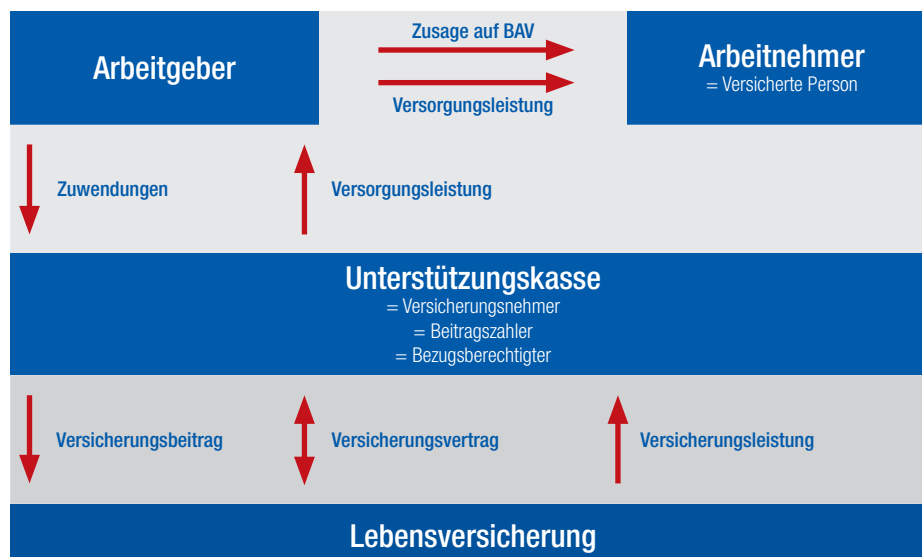 Arbeitgeber
Zusage auf BAV
Versorgungsleistung
Arbeitnehmer
= Versicherte Person
Zuwendungen
Versorgungsleistung
Unterstützungskasse
= Versicherungsnehmer
= Beitragszahler
= Bezugsberechtigter
Versicherungsbeitrag
Versicherungsvertrag
Versicherungsleistung
Lebensversicherung